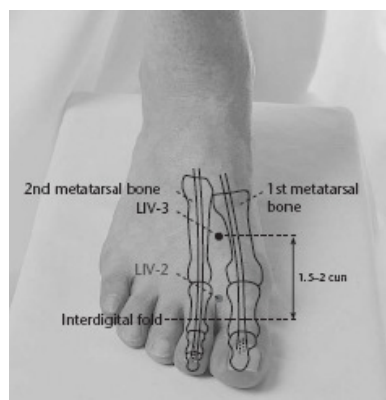 2nd metatarsal bone
1st metatarsal
bone
LIV-3
1.5–2 cun
LIV-2
Interdigital fold